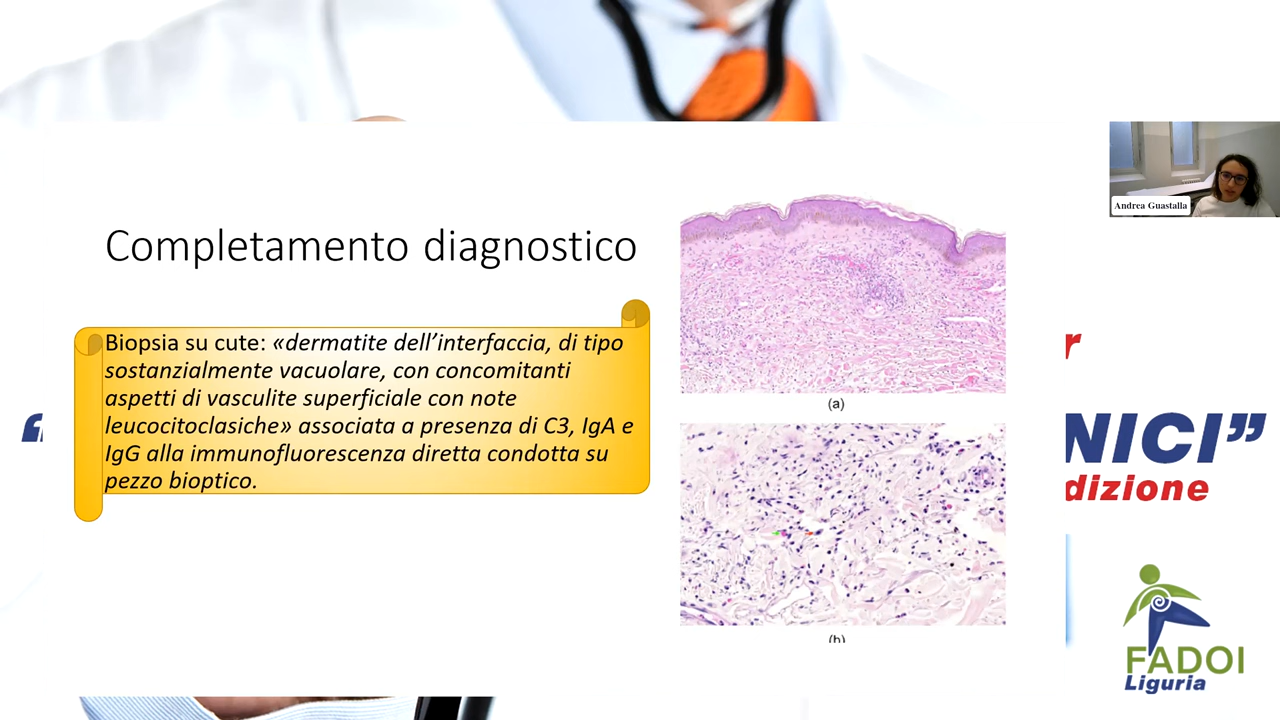 Andrea Guastalla
Completamento diagnostico
Biopsia su cute: «dermatite dell’interfaccia, di tipo
sostanzialmente vacuolare, con concomitanti
aspetti di vasculite superficiale con note
leucocitoclasiche» associata a presenza di C3, IgA e
IgG alla immunofluorescenza diretta condotta su
pezzo bioptico.
(a)
(b)
“
r
NICI”
dizione
FADOI
Liguria